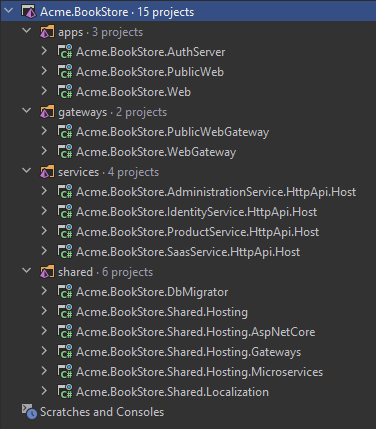 Acme.BookStore · 15 projects
apps · 3 projects
Acme.BookStore.AuthServer
Acme.BookStore.PublicWeb
Acme.BookStore.Web
gateways · 2 projects
Acme.BookStore.PublicWebGateway
Acme.BookStore.WebGateway
services · 4 projects
Acme.BookStore.AdministrationService.HttpApi.Host
Acme.BookStore.IdentityService.HttpApi.Host
Acme.BookStore.ProductService.HttpApi.Host
Acme.BookStore.SaasService.HttpApi.Host
shared · 6 projects
Acme.BookStore.DbMigrator
Acme.BookStore.Shared.Hosting
Acme.BookStore.Shared.Hosting.AspNetCore
Acme.BookStore.Shared.Hosting.Gateways
Acme.BookStore.Shared.Hosting.Microservices
Acme.BookStore.Shared.Localization
Scratches and Consoles